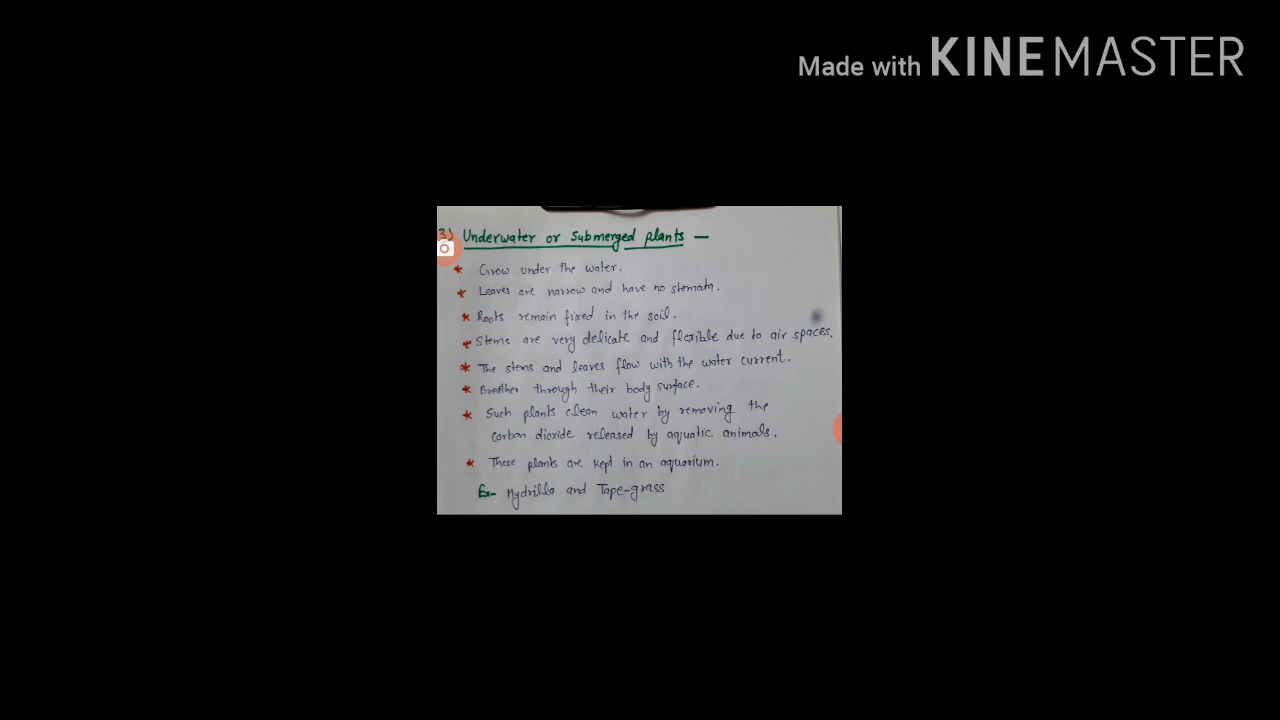 Made with KINEMASTER
3) Underwater or Submerged plants —
* Grow under the water.
* Leaves are narrow and have no stomata.
* Roots remain fixed in the soil.
* Stems are very delicate and flexible due to air spaces.
* The stems and leaves flow with the water current.
* Breather through their body surface.
* Such plants clean water by removing the
carbon dioxide released by aquatic animals.
* These plants are kept in an aquorium.
Ex- Hydrilla and Tape-grass